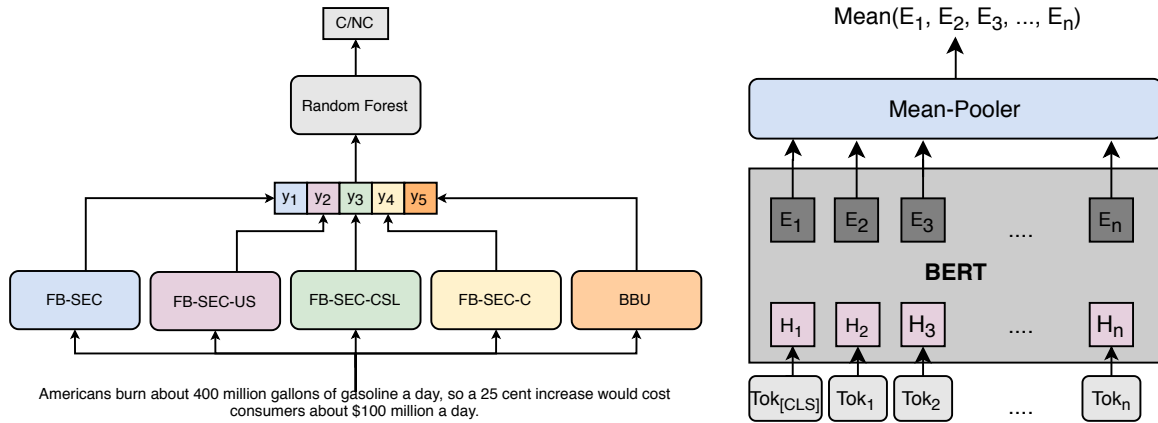 C/NC
Random Forest
y1 y2 y3 y4 y5
FB-SEC FB-SEC-US FB-SEC-CSL FB-SEC-C BBU
Americans burn about 400 million gallons of gasoline a day, so a 25 cent increase would cost
consumers about $100 million a day.
Mean(E1, E2, E3, ..., En)
Mean-Pooler
E1 E2 E3 .... En
BERT
H1 H2 H3 .... Hn
Tok[CLS] Tok1 Tok2 .... Tokn